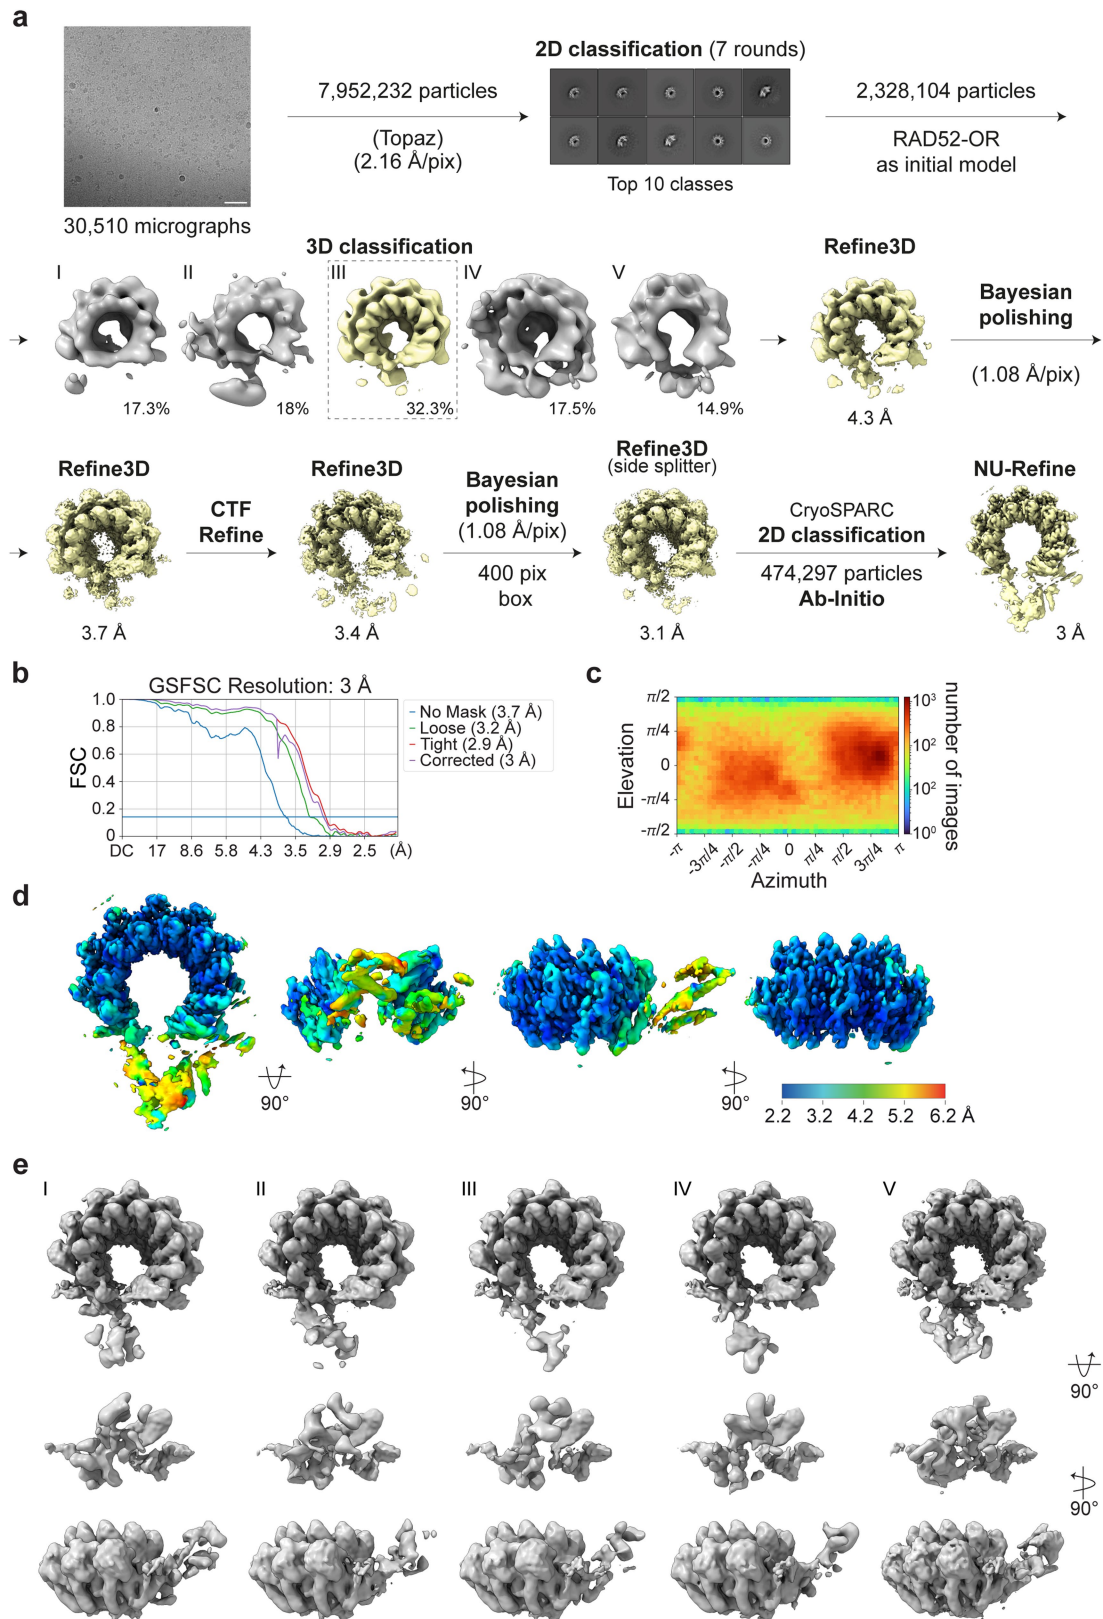 a
2D classification (7 rounds)
7,952,232 particles
(Topaz)
(2.16 Å/pix)
2,328,104 particles
RAD52-OR
as initial model
Top 10 classes
30,510 micrographs
3D classification
I
II
III
IV
V
17.3%
18%
32.3%
17.5%
14.9%
Refine3D
4.3 Å
Bayesian
polishing
(1.08 Å/pix)
Refine3D
3.7 Å
CTF
Refine
Refine3D
3.4 Å
Bayesian
polishing
(1.08 Å/pix)
400 pix
box
Refine3D
(side splitter)
3.1 Å
CryoSPARC
2D classification
474,297 particles
Ab-Initio
NU-Refine
3 Å
b
GSFSC Resolution: 3 Å
FSC
1.0
0.8
0.6
0.4
0.2
0
DC 17 8.6 5.8 4.3 3.5 2.9 2.5 (Å)
No Mask (3.7 Å)
Loose (3.2 Å)
Tight (2.9 Å)
Corrected (3 Å)
c
Elevation
π/2
π/4
0
-π/4
-π/2
-π -3π/4 -π/2 -π/4 0 π/4 π/2 3π/4 π
Azimuth
10³
10²
10¹
10⁰
number of images
d
90°
90°
90°
2.2 3.2 4.2 5.2 6.2 Å
e
I
II
III
IV
V
90°
90°